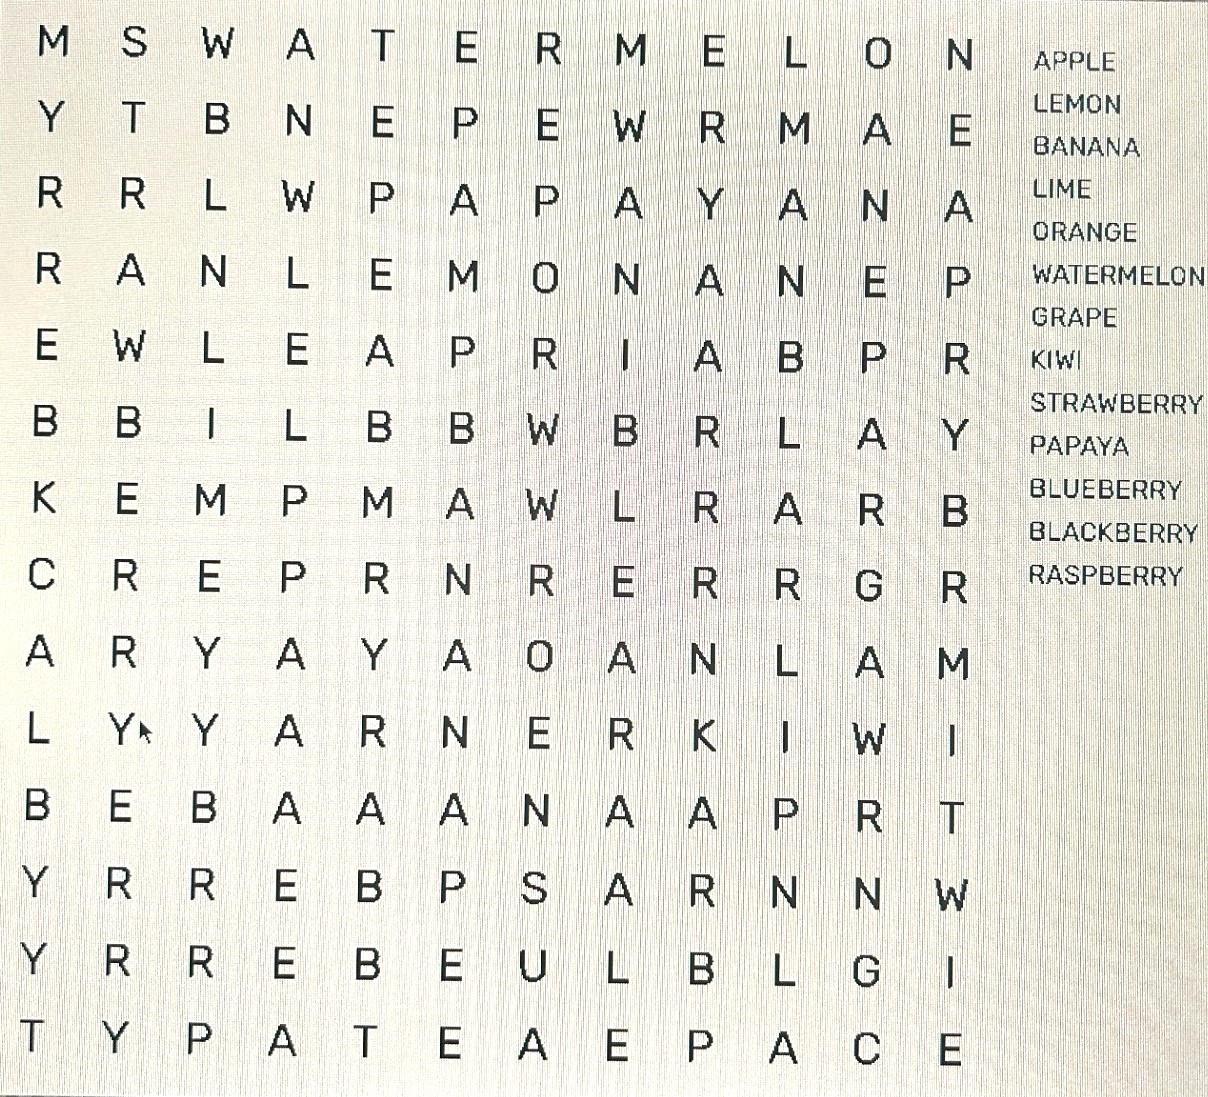 M S W A T E R M E L O N
Y T B N E P E W R M A E
R R L W P A P A Y A N A
R A N L E M O N A N E P
E W L E A P R I A B P R
B B I L B B W B R L A Y
K E M P M A W L R A R B
C R E P R N R E R R G R
A R Y A Y A O A N L A M
L Y Y A R N E R K I W I
B E B A A A N A A P R T
Y R R E B P S A R N N W
Y R R E B E U L B L G I
T Y P A T E A E P A C E
APPLE
LEMON
BANANA
LIME
ORANGE
WATERMELON
GRAPE
KIWI
STRAWBERRY
PAPAYA
BLUEBERRY
BLACKBERRY
RASPBERRY